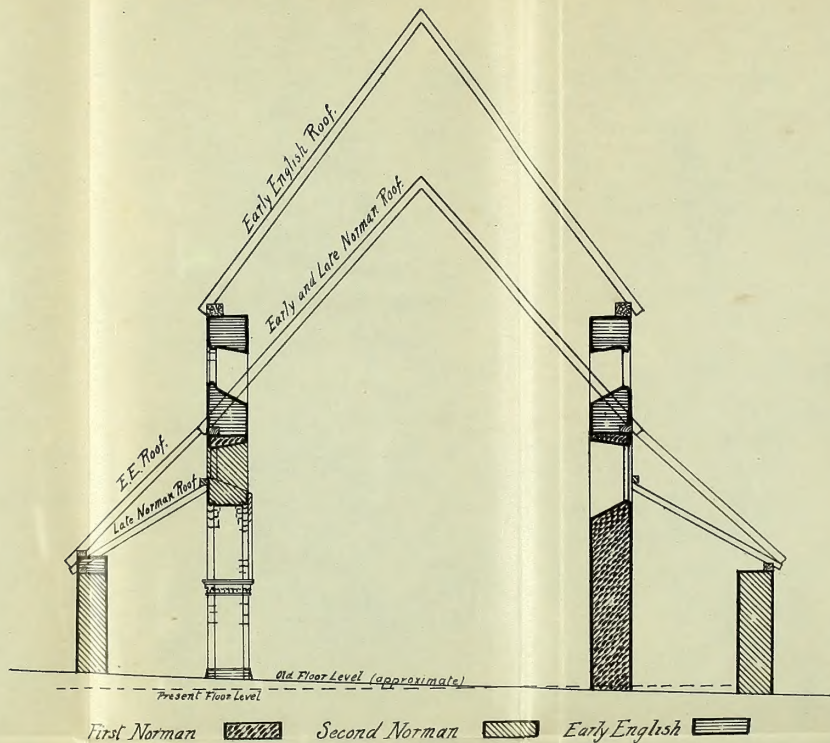 Early English Roof.
Early and Late Norman Roof.
E.E. Roof.
Late Norman Roof.
Old Floor Level (approximate)
Present Floor Level
First Norman
Second Norman
Early English